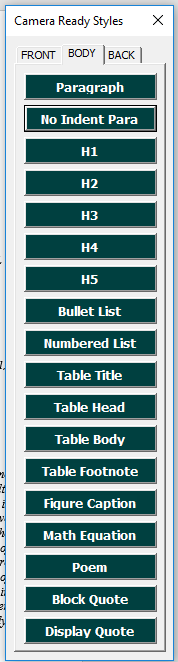 Camera Ready Styles
FRONT BODY BACK
Paragraph
No Indent Para
H1
H2
H3
H4
H5
Bullet List
Numbered List
Table Title
Table Head
Table Body
Table Footnote
Figure Caption
Math Equation
Poem
Block Quote
Display Quote